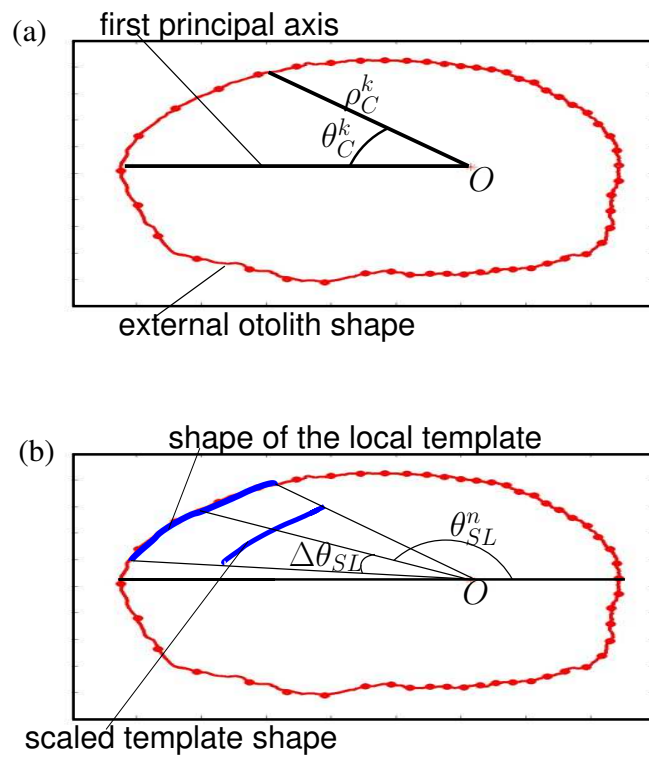 (a)
first principal axis
ρ_C^k
θ_C^k
O
external otolith shape
(b)
shape of the local template
θ_SL^n
Δθ_SL
O
scaled template shape